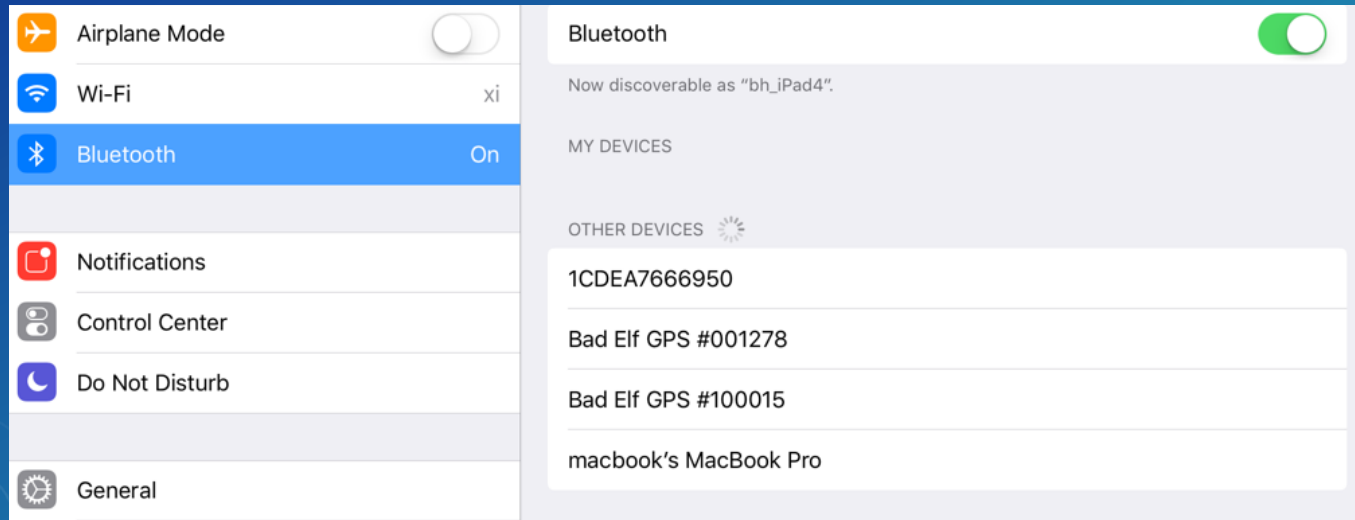 Airplane Mode
Wi-Fi xi
Bluetooth On
Notifications
Control Center
Do Not Disturb
General
Bluetooth
Now discoverable as “bh_iPad4”.
MY DEVICES
OTHER DEVICES
1CDEA7666950
Bad Elf GPS #001278
Bad Elf GPS #100015
macbook’s MacBook Pro